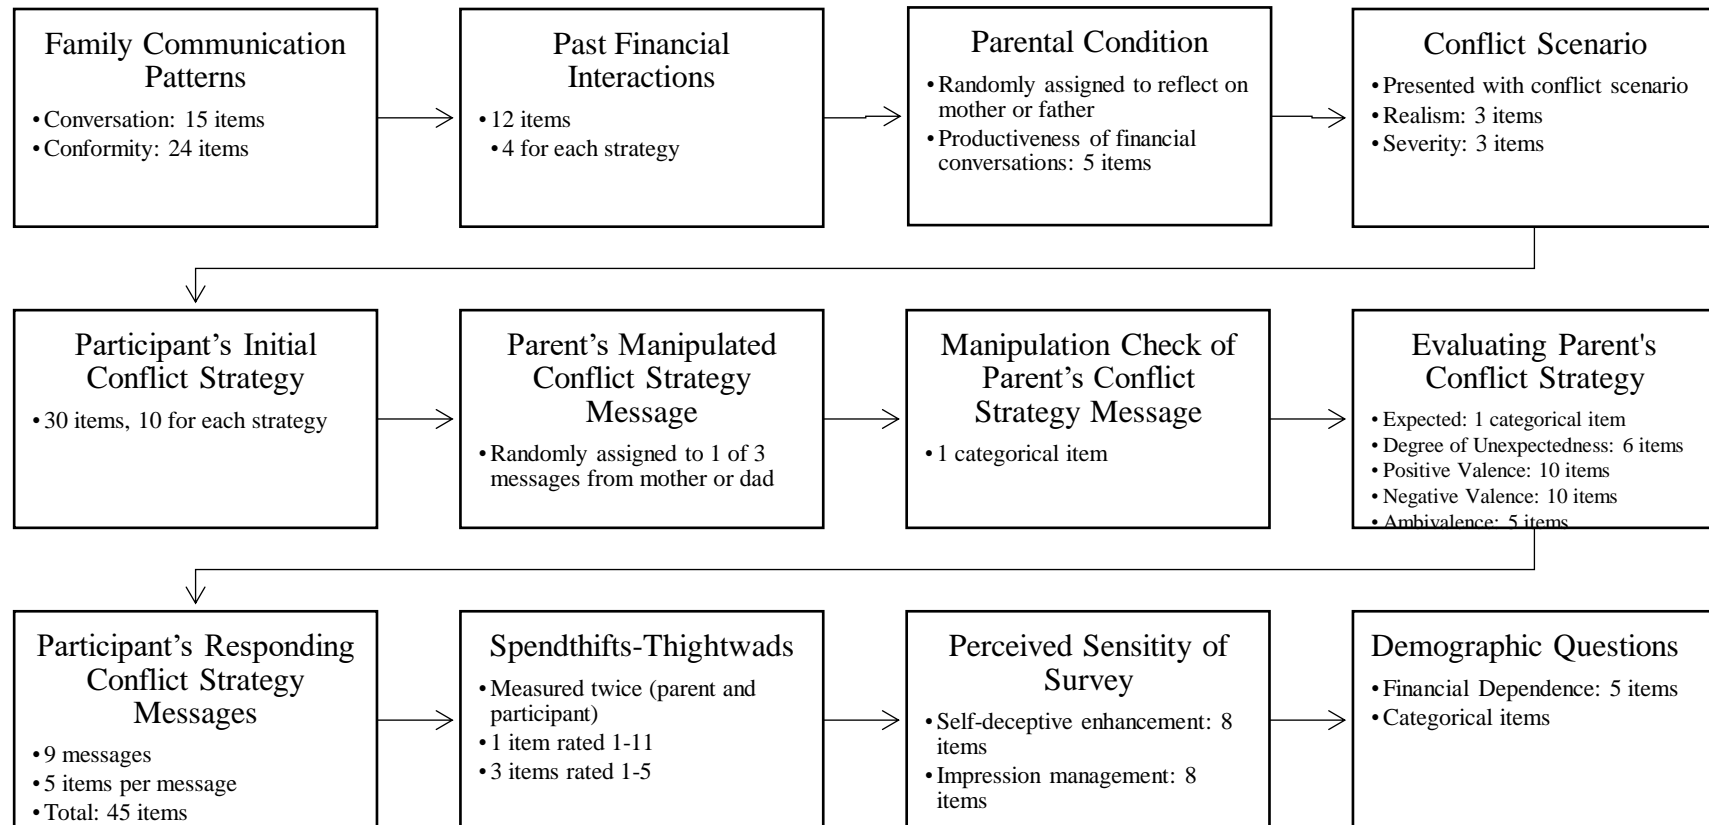 Family Communication
Patterns
• Conversation: 15 items
• Conformity: 24 items
Past Financial
Interactions
• 12 items
• 4 for each strategy
Parental Condition
• Randomly assigned to reflect on
mother or father
• Productiveness of financial
conversations: 5 items
Conflict Scenario
• Presented with conflict scenario
• Realism: 3 items
• Severity: 3 items
Participant’s Initial
Conflict Strategy
• 30 items, 10 for each strategy
Parent’s Manipulated
Conflict Strategy
Message
• Randomly assigned to 1 of 3
messages from mother or dad
Manipulation Check of
Parent’s Conflict
Strategy Message
• 1 categorical item
Evaluating Parent's
Conflict Strategy
• Expected: 1 categorical item
• Degree of Unexpectedness: 6 items
• Positive Valence: 10 items
• Negative Valence: 10 items
• Ambivalence: 5 items
Participant’s Responding
Conflict Strategy
Messages
• 9 messages
• 5 items per message
• Total: 45 items
Spendthifts-Thightwads
• Measured twice (parent and
participant)
• 1 item rated 1-11
• 3 items rated 1-5
Perceived Sensitity of
Survey
• Self-deceptive enhancement: 8
items
• Impression management: 8
items
Demographic Questions
• Financial Dependence: 5 items
• Categorical items